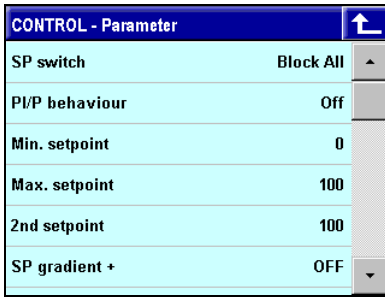 CONTROL - Parameter
SP switch Block All
PI/P behaviour Off
Min. setpoint 0
Max. setpoint 100
2nd setpoint 100
SP gradient + OFF